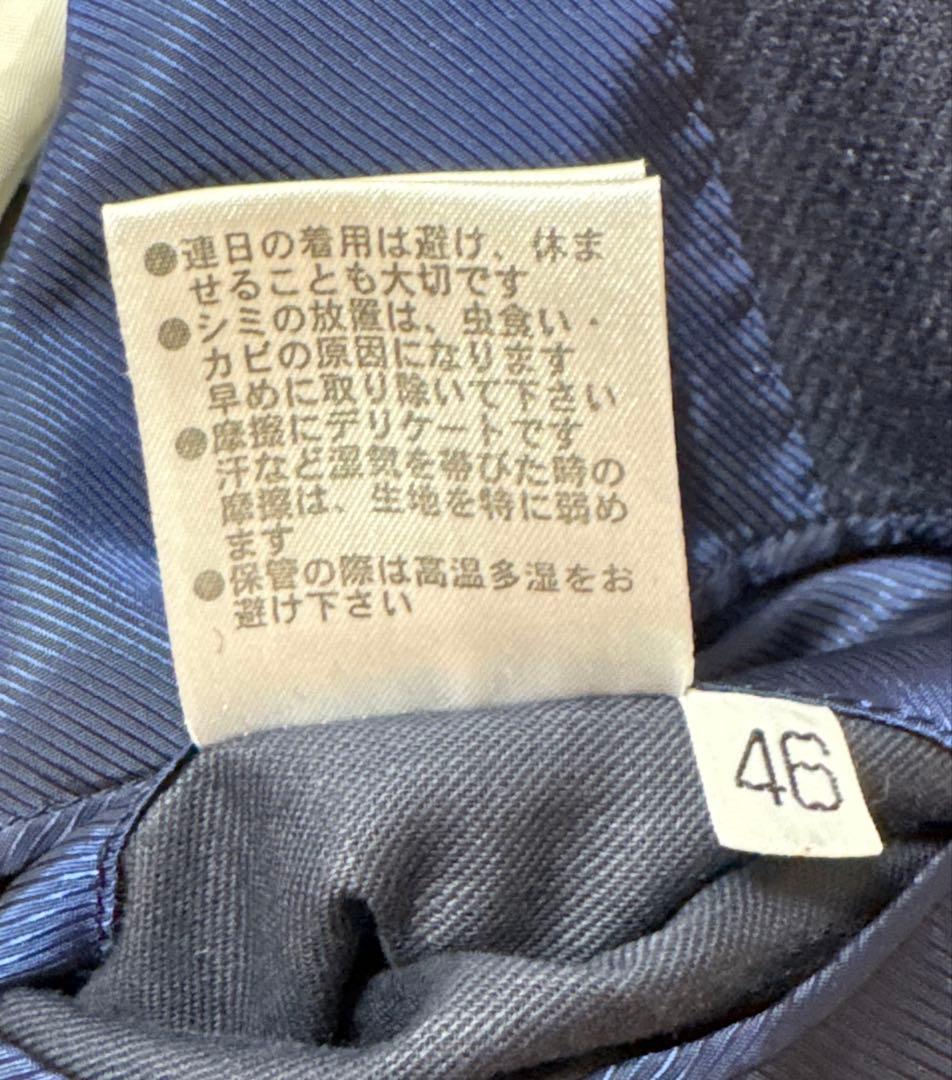 ●連日の着用は避け、休ま
せることも大切です
●シミの放置は、虫食い・
カビの原因になります
早めに取り除いて下さい
●摩擦にデリケートです
汗など湿気を帯びた時の
摩擦は、生地を特に弱め
ます
●保管の際は高温多湿をお
避け下さい
46